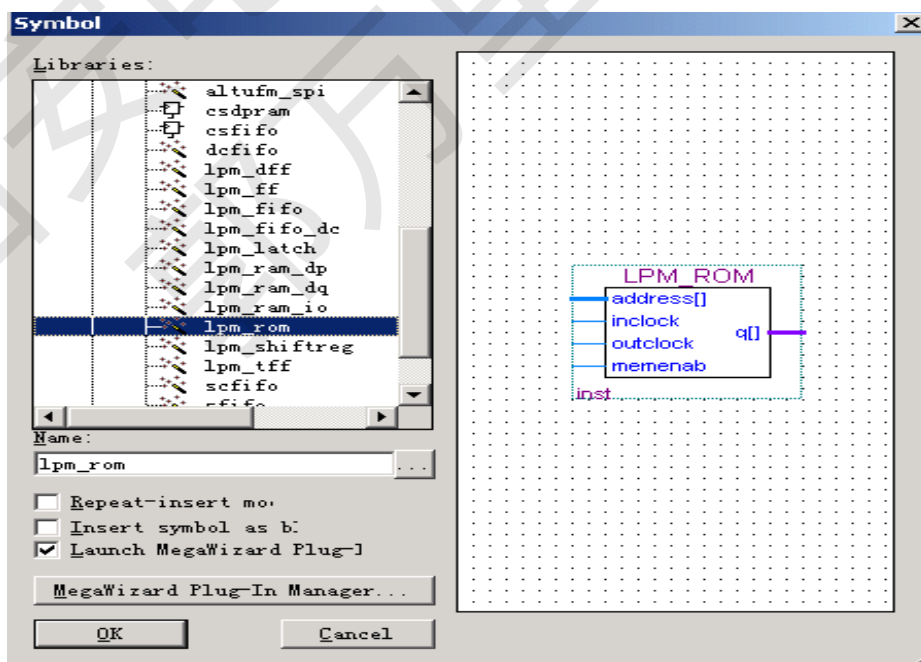 Symbol
Libraries:
altufm_spi
csdpram
csfifo
dcfifo
lpm_dff
lpm_ff
lpm_fifo
lpm_fifo_dc
lpm_latch
lpm_ram_dp
lpm_ram_dq
lpm_ram_io
lpm_rom
lpm_shiftreg
lpm_tff
scfifo
sfifo
Name:
lpm_rom
...
Repeat-insert mo
Insert symbol as b
Launch MegaWizard Plug-I
MegaWizard Plug-In Manager...
OK
Cancel
LPM_ROM
address[]
inclock
outclock
memenab
q[]
inst